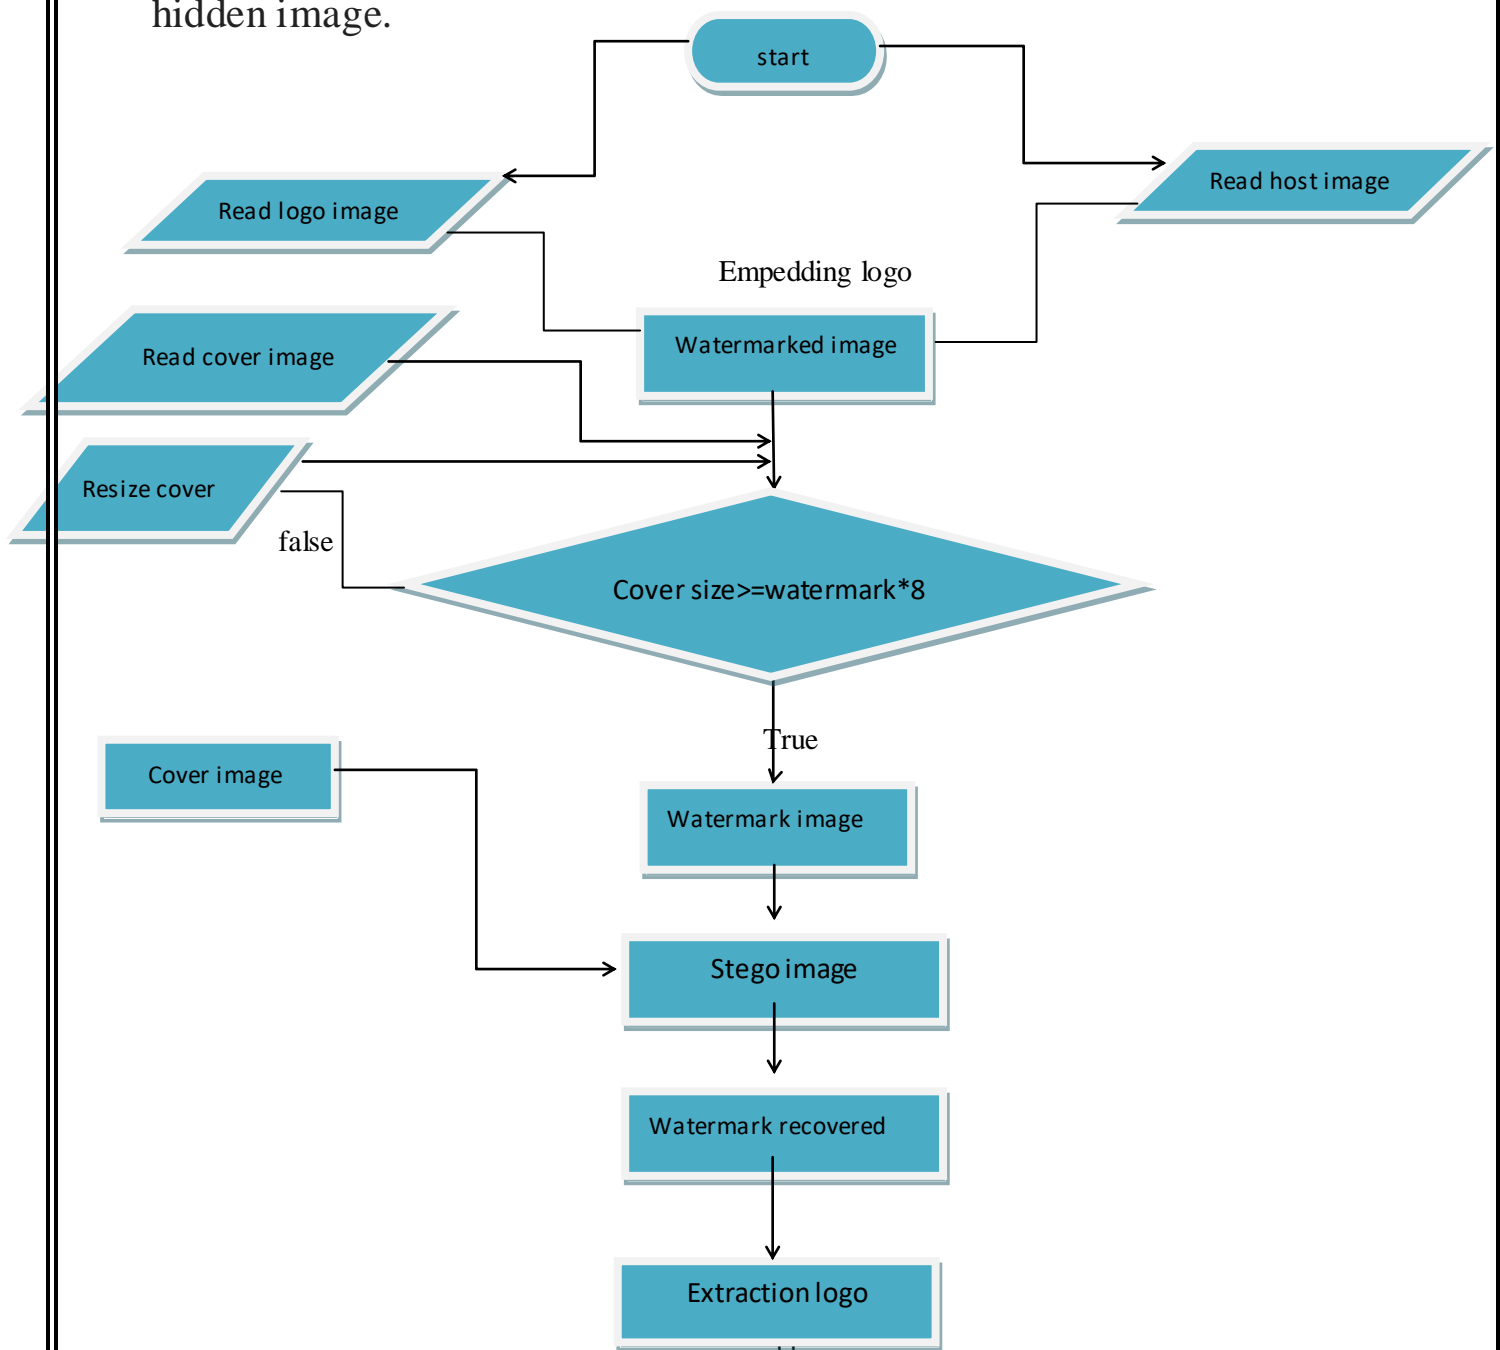 hidden image.
start
Read host image
Read logo image
Empedding logo
Watermarked image
Read cover image
Resize cover
false
Cover size>=watermark*8
True
Cover image
Watermark image
Stego image
Watermark recovered
Extraction logo